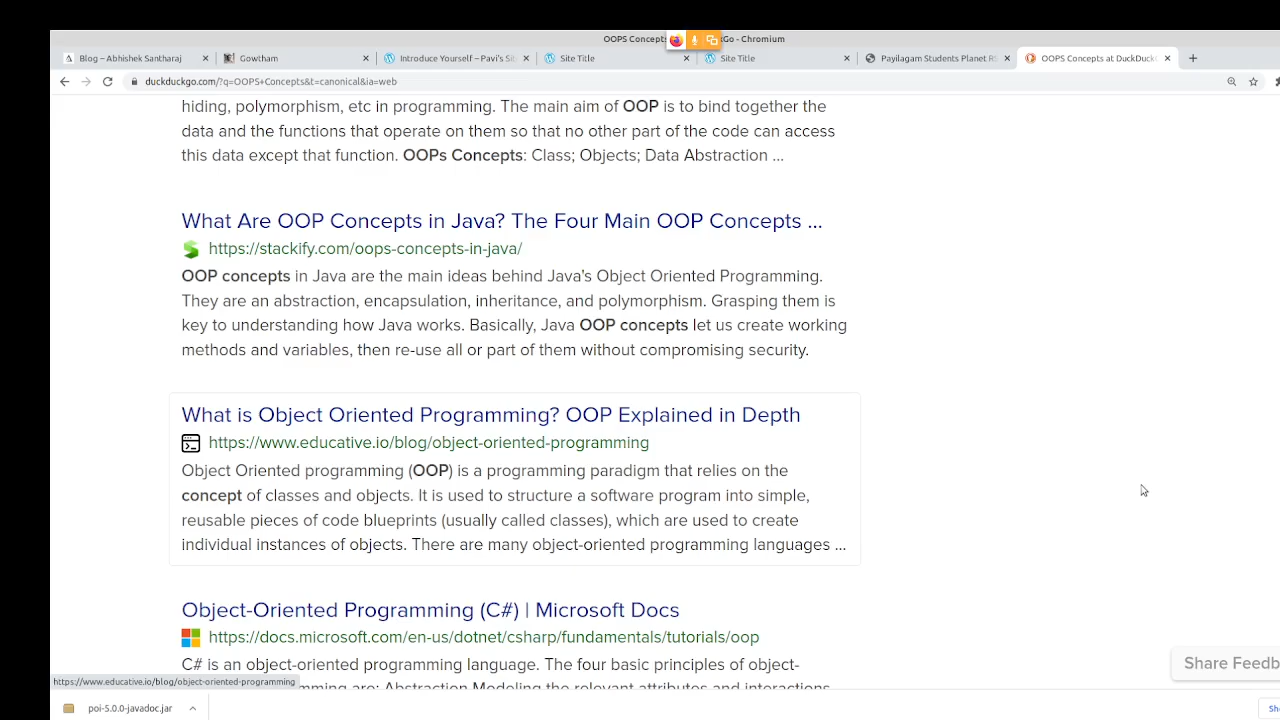 OOPS Concepts
Go - Chromium
Blog – Abhishek Santharaj
Gowtham
Introduce Yourself – Pavi's Sit
Site Title
Site Title
Payilagam Students Planet R
OOPS Concepts at DuckDuck
duckduckgo.com/?q=OOPS+Concepts&t=canonical&ia=web
hiding, polymorphism, etc in programming. The main aim of OOP is to bind together the
data and the functions that operate on them so that no other part of the code can access
this data except that function. OOPs Concepts: Class; Objects; Data Abstraction ...
What Are OOP Concepts in Java? The Four Main OOP Concepts ...
https://stackify.com/oops-concepts-in-java/
OOP concepts in Java are the main ideas behind Java's Object Oriented Programming.
They are an abstraction, encapsulation, inheritance, and polymorphism. Grasping them is
key to understanding how Java works. Basically, Java OOP concepts let us create working
methods and variables, then re-use all or part of them without compromising security.
What is Object Oriented Programming? OOP Explained in Depth
https://www.educative.io/blog/object-oriented-programming
Object Oriented programming (OOP) is a programming paradigm that relies on the
concept of classes and objects. It is used to structure a software program into simple,
reusable pieces of code blueprints (usually called classes), which are used to create
individual instances of objects. There are many object-oriented programming languages ...
Object-Oriented Programming (C#) | Microsoft Docs
https://docs.microsoft.com/en-us/dotnet/csharp/fundamentals/tutorials/oop
C# is an object-oriented programming language. The four basic principles of object-
Share Feedb
https://www.educative.io/blog/object-oriented-programming
mming are: Abstraction Modeling the relevant attributes and interactions
poi-5.0.0-javadoc.jar
Sh